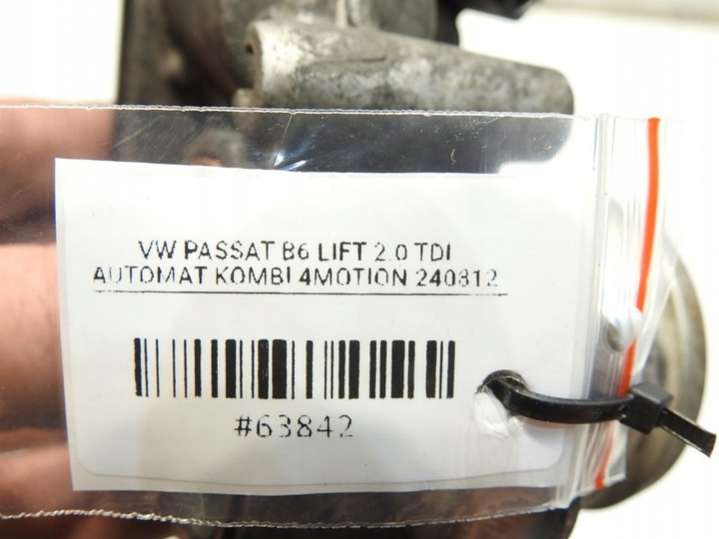 VW PASSAT B6 LIFT 2.0 TDI
AUTOMAT KOMBI 4MOTION 240812
#63842